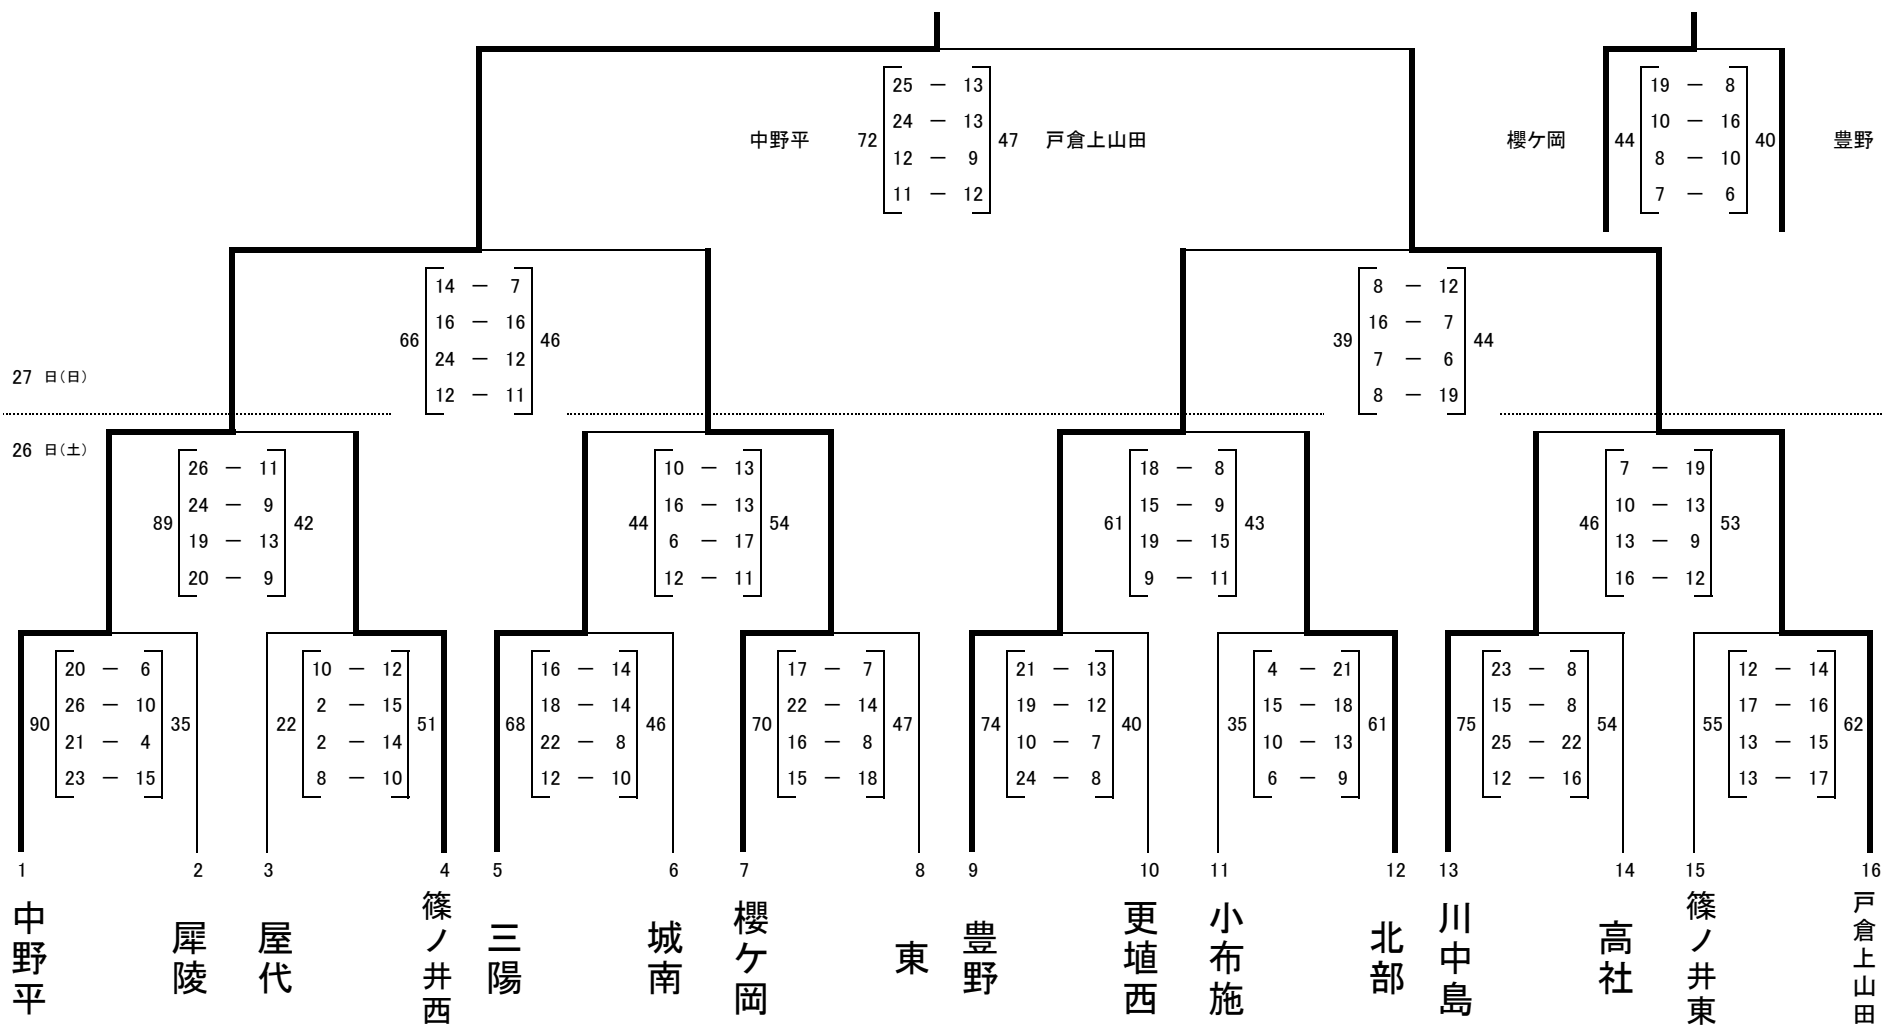 25 － 13
19 － 8
24 － 13
10 － 16
中野平 72 47 戸倉上山田
櫻ケ岡 44 40 豊野
12 － 9
8 － 10
11 － 12
7 － 6
14 － 7
8 － 12
16 － 16
16 － 7
66 46
39 44
24 － 12
7 － 6
27 日(日)
12 － 11
8 － 19
26 日(土)
26 － 11
10 － 13
18 － 8
7 － 19
24 － 9
16 － 13
15 － 9
10 － 13
89 42
44 54
61 43
46 53
19 － 13
6 － 17
19 － 15
13 － 9
20 － 9
12 － 11
9 － 11
16 － 12
20 － 6
10 － 12
16 － 14
17 － 7
21 － 13
4 － 21
23 － 8
12 － 14
26 － 10
2 － 15
18 － 14
22 － 14
19 － 12
15 － 18
15 － 8
17 － 16
90 35
22 51
68 46
70 47
74 40
35 61
75 54
55 62
21 － 4
2 － 14
22 － 8
16 － 8
10 － 7
10 － 13
25 － 22
13 － 15
23 － 15
8 － 10
12 － 10
15 － 18
24 － 8
6 － 9
12 － 16
13 － 17
1 2 3 4 5 6 7 8 9 10 11 12 13 14 15 16
中野平
犀陵
屋代
篠ノ井西
三陽
城南
櫻ケ岡
東
豊野
更埴西
小布施
北部
川中島
高社
篠ノ井東
戸倉上山田